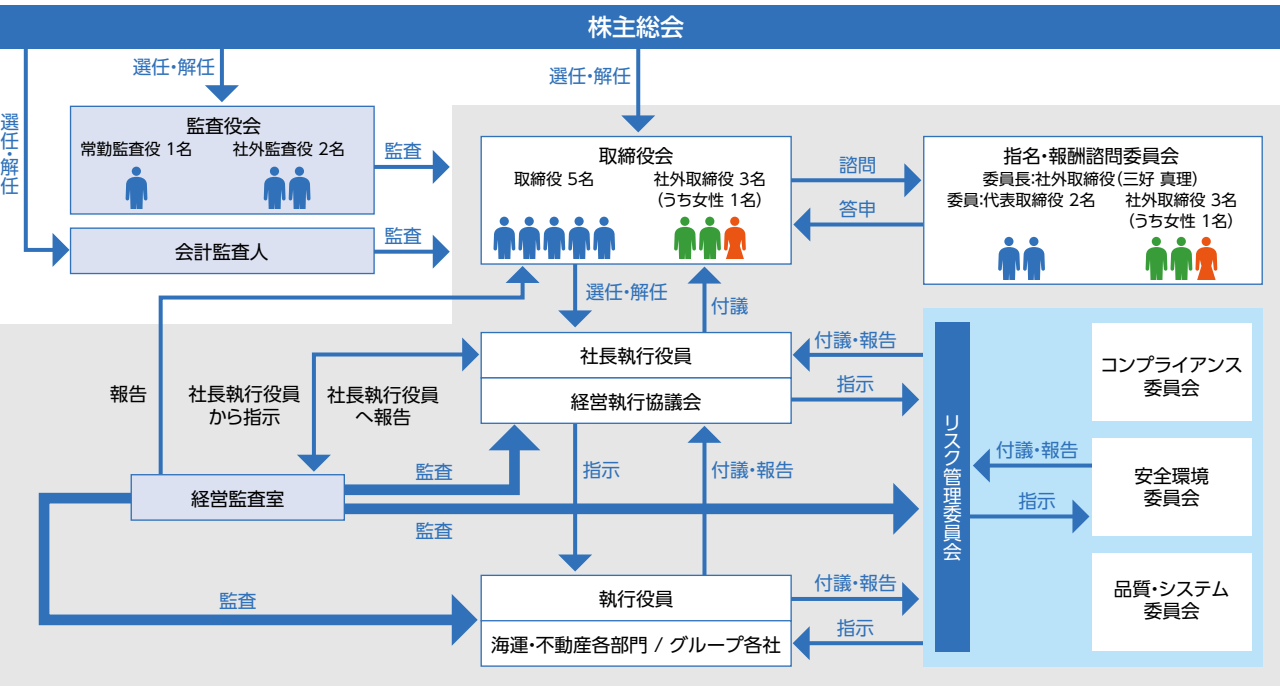 株主総会
選任・解任
選任・解任
選任・解任
監査役会
常勤監査役 1名
社外監査役 2名
監査
会計監査人
監査
取締役会
取締役 5名
社外取締役 3名
(うち女性 1名)
諮問
答申
指名・報酬諮問委員会
委員長:社外取締役(三好 真理)
委員:代表取締役 2名
社外取締役 3名
(うち女性 1名)
選任・解任
付議
報告
社長執行役員
から指示
社長執行役員
へ報告
社長執行役員
経営執行協議会
付議・報告
指示
リスク管理委員会
コンプライアンス
委員会
付議・報告
指示
安全環境
委員会
品質・システム
委員会
経営監査室
監査
監査
監査
指示
付議・報告
執行役員
海運・不動産各部門 / グループ各社
付議・報告
指示